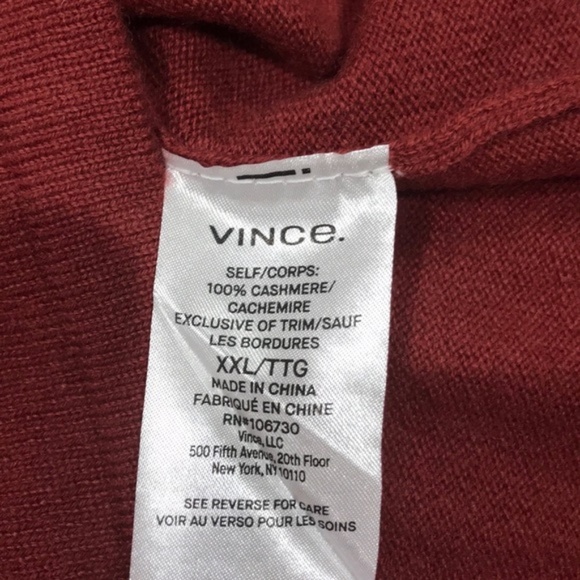 VINCe.
SELF/CORPS:
100% CASHMERE/
CACHEMIRE
EXCLUSIVE OF TRIM/SAUF
LES BORDURES
XXL/TTG
MADE IN CHINA
FABRIQUÉ EN CHINE
RN#106730
Vince, LLC
500 Fifth Avenue, 20th Floor
New York, NY 10110
SEE REVERSE FOR CARE
VOIR AU VERSO POUR LES SOINS